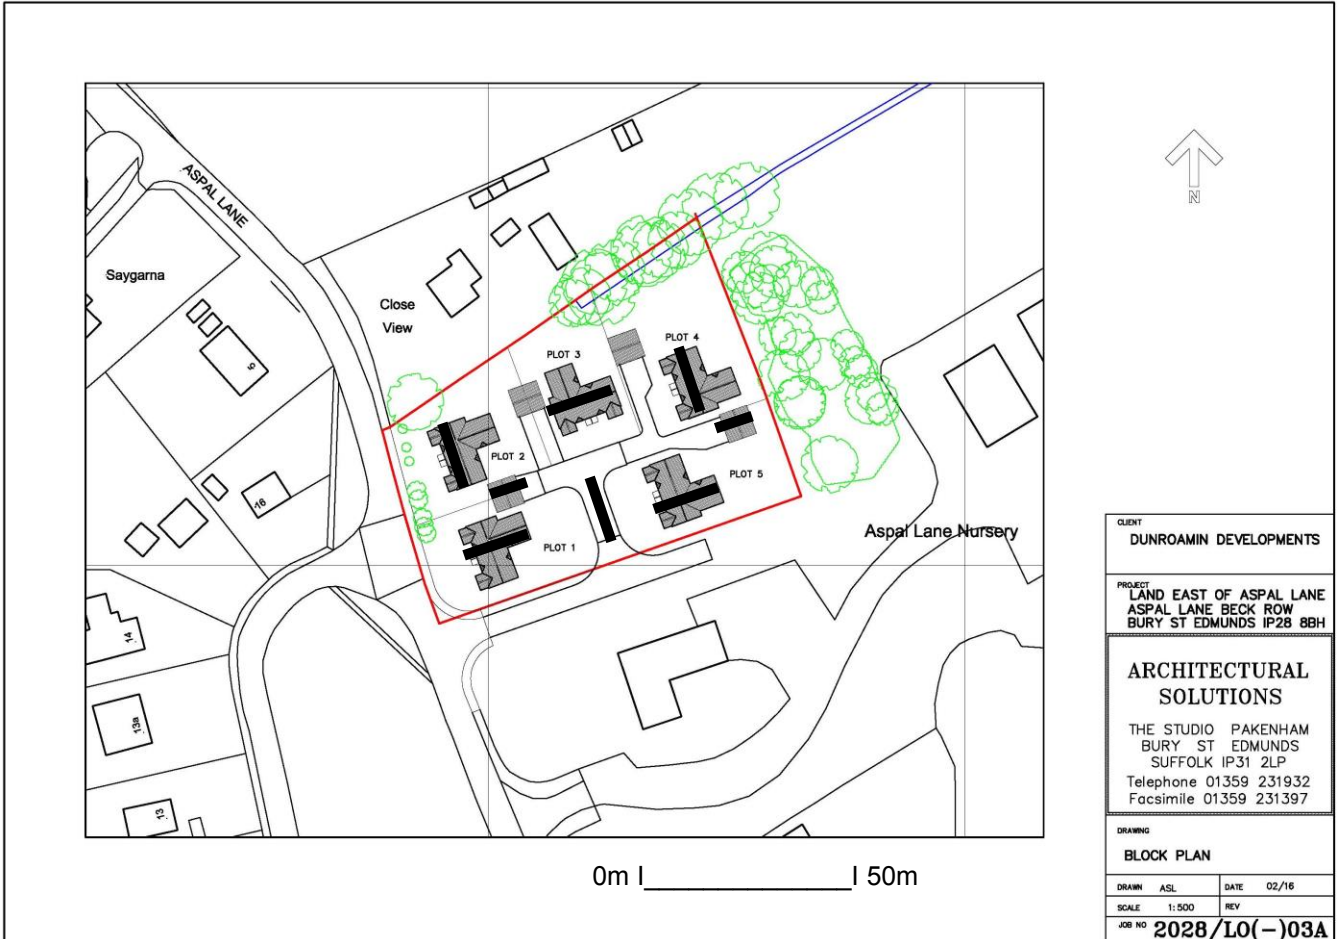 ASPAL LANE
Saygarna
Close
View
PLOT 3
PLOT 4
PLOT 2
PLOT 5
PLOT 1
16
Aspal Lane Nursery
14
13a
13
N
0m I_______________I 50m
CLIENT
DUNROAMIN DEVELOPMENTS
PROJECT
LAND EAST OF ASPAL LANE
ASPAL LANE BECK ROW
BURY ST EDMUNDS IP28 8BH
ARCHITECTURAL
SOLUTIONS
THE STUDIO PAKENHAM
BURY ST EDMUNDS
SUFFOLK IP31 2LP
Telephone 01359 231932
Facsimile 01359 231397
DRAWING
BLOCK PLAN
DRAWN ASL DATE 02/16
SCALE 1:500 REV
JOB NO 2028/LO(-)03A